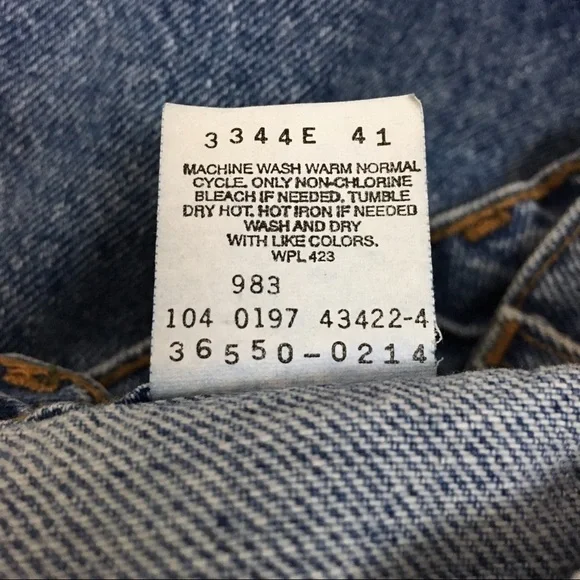 3344E 41
MACHINE WASH WARM NORMAL
CYCLE. ONLY NON-CHLORINE
BLEACH IF NEEDED. TUMBLE
DRY HOT. HOT IRON IF NEEDED
WASH AND DRY
WITH LIKE COLORS.
WPL 423
983
104 0197 43422-4
36550-0214